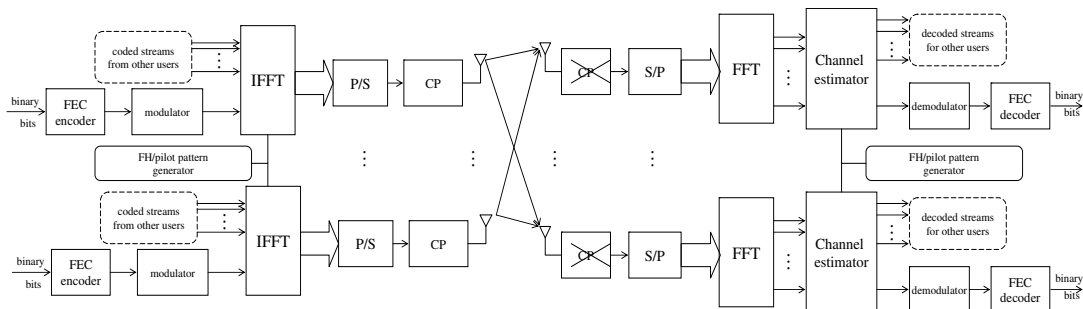 coded streams
from other users
binary
bits
FEC
encoder
modulator
IFFT
P/S
CP
CP
S/P
FFT
Channel
estimator
decoded streams
for other users
demodulator
FEC
decoder
binary
bits
FH/pilot pattern
generator
FH/pilot pattern
generator
coded streams
from other users
binary
bits
FEC
encoder
modulator
IFFT
P/S
CP
CP
S/P
FFT
Channel
estimator
decoded streams
for other users
demodulator
FEC
decoder
binary
bits